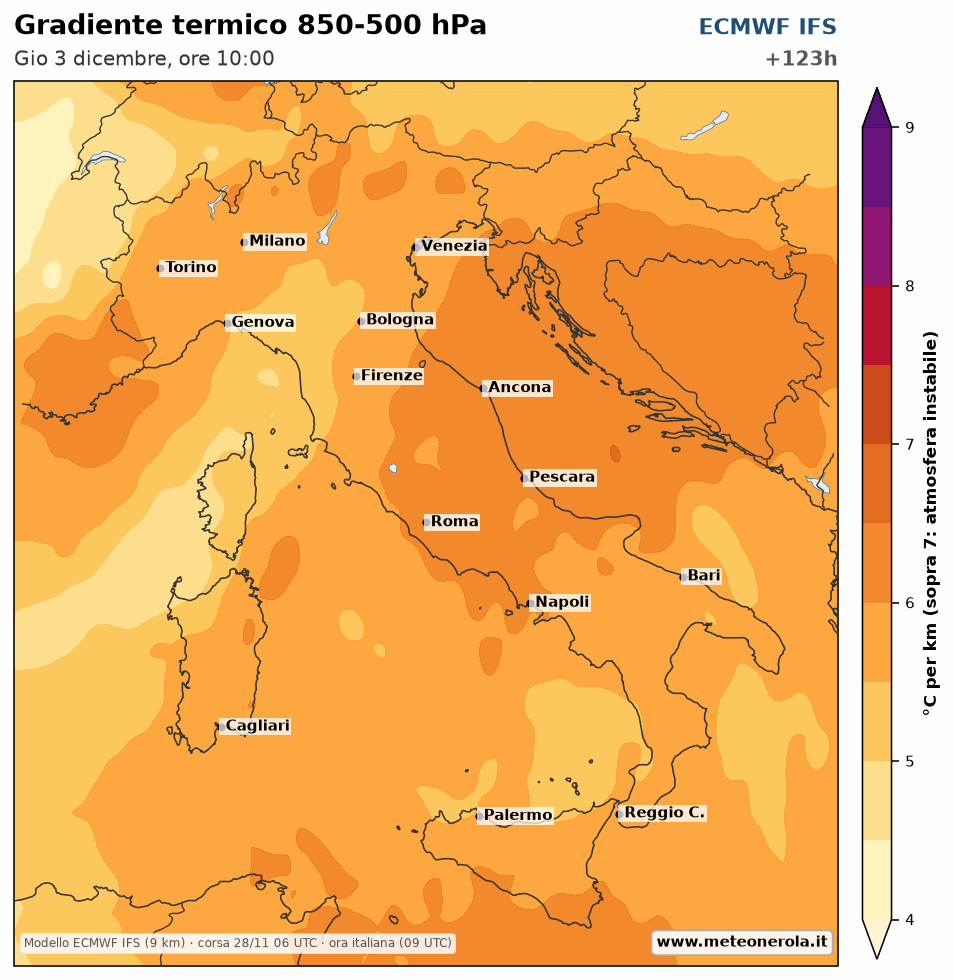 Gradiente termico 850-500 hPa
ECMWF IFS
Gio 3 dicembre, ore 10:00
+123h
Milano
Venezia
Torino
Genova
Bologna
Firenze
Ancona
Pescara
Roma
Bari
Napoli
Cagliari
Palermo
Reggio C.
9
8
7
6
5
4
°C per km (sopra 7: atmosfera instabile)
Modello ECMWF IFS (9 km) · corsa 28/11 06 UTC · ora italiana (09 UTC)
www.meteonerola.it